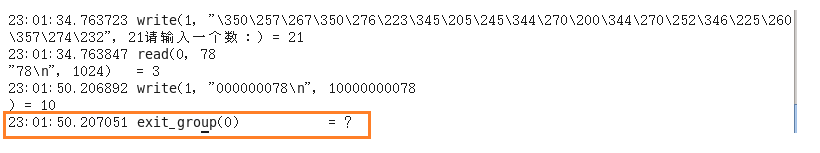 23:01:34.763723 write(1, "\350\257\267\350\276\223\345\205\245\344\270\200\344\270\252\346\225\260
\357\274\232", 21请输入一个数：) = 21
23:01:34.763847 read(0, 78
"78\n", 1024)   = 3
23:01:50.206892 write(1, "000000078\n", 10000000078
) = 10
23:01:50.207051 exit_group(0)           = ?